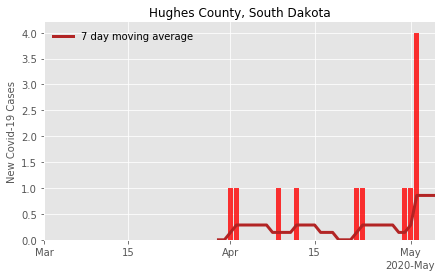 Hughes County, South Dakota
7 day moving average
New Covid-19 Cases
4.0
3.5
3.0
2.5
2.0
1.5
1.0
0.5
0.0
Mar 15 Apr 15 May
2020-May